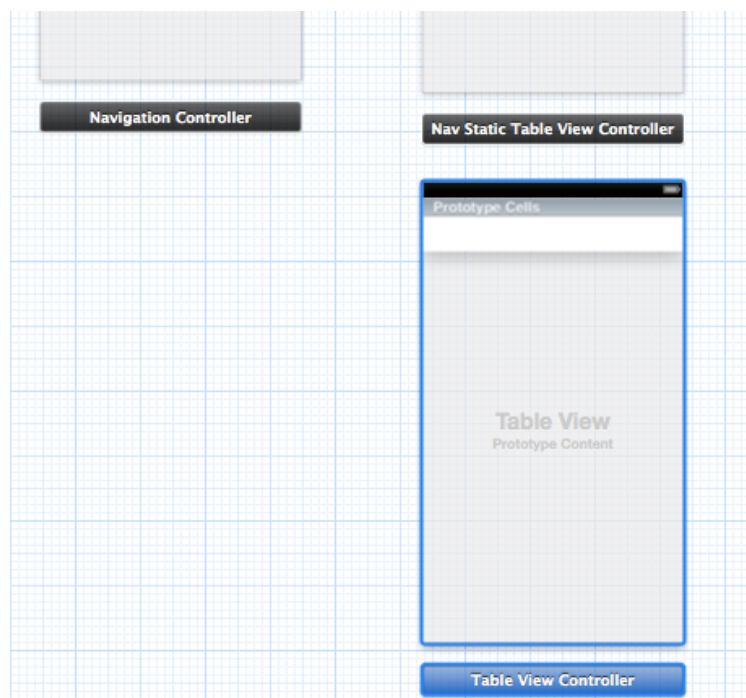 Navigation Controller
Nav Static Table View Controller
Prototype Cells
Table View
Prototype Content
Table View Controller